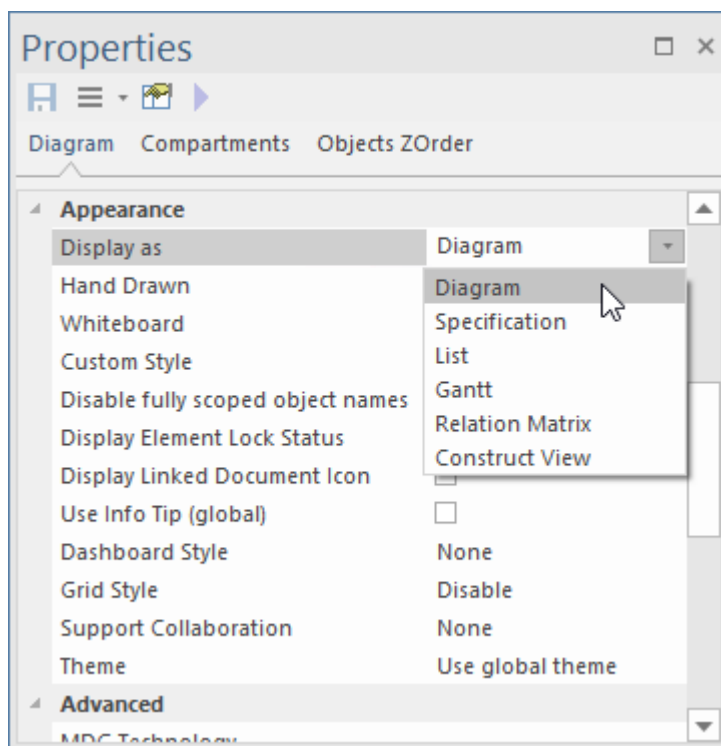 Properties
Diagram Compartments Objects ZOrder
Appearance
Display as Diagram
Hand Drawn Diagram
Whiteboard Specification
Custom Style List
Disable fully scoped object names Gantt
Display Element Lock Status Relation Matrix
Display Linked Document Icon Construct View
Use Info Tip (global)
Dashboard Style None
Grid Style Disable
Support Collaboration None
Theme Use global theme
Advanced
MDG Technology